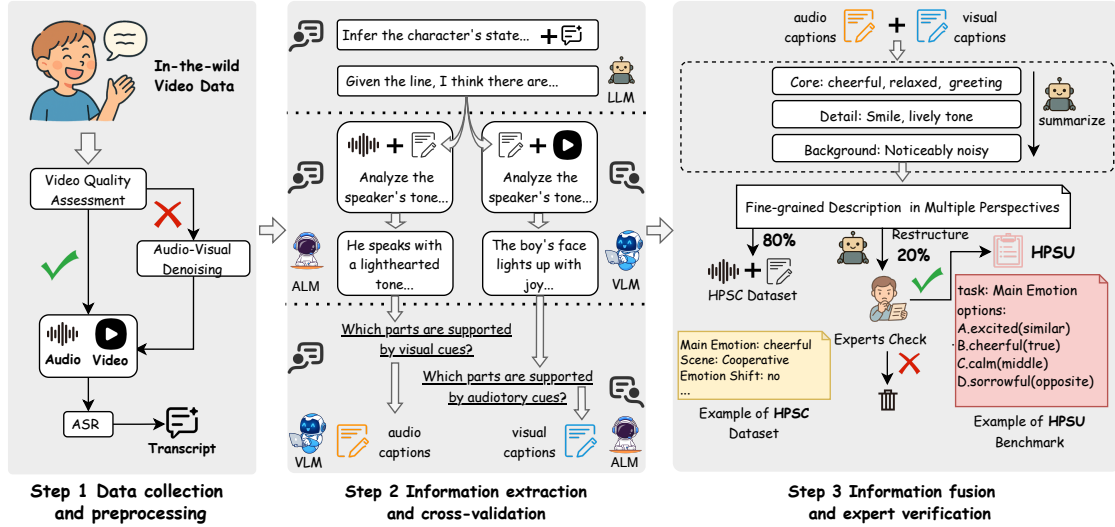 In-the-wild
Video Data
Video Quality
Assessment
Audio-Visual
Denoising
Audio Video
ASR
Transcript
Step 1 Data collection
and preprocessing
Infer the character's state... +
Given the line, I think there are...
LLM
+
+
Analyze the
speaker's tone...
Analyze the
speaker's tone...
He speaks with
a lighthearted
tone...
The boy's face
lights up with
joy...
ALM
VLM
Which parts are supported
by visual cues?
Which parts are supported
by audiotory cues?
VLM
audio
captions
visual
captions
ALM
Step 2 Information extraction
and cross-validation
audio
captions
+
visual
captions
Core: cheerful, relaxed, greeting
Detail: Smile, lively tone
Background: Noticeably noisy
summarize
Fine-grained Description in Multiple Perspectives
80%
Restructure
20%
+
HPSC Dataset
HPSU
Experts Check
Main Emotion: cheerful
Scene: Cooperative
Emotion Shift: no
...
Example of HPSC
Dataset
task: Main Emotion
options:
A.excited(similar)
B.cheerful(true)
C.calm(middle)
D.sorrowful(opposite)
Example of HPSU
Benchmark
Step 3 Information fusion
and expert verification